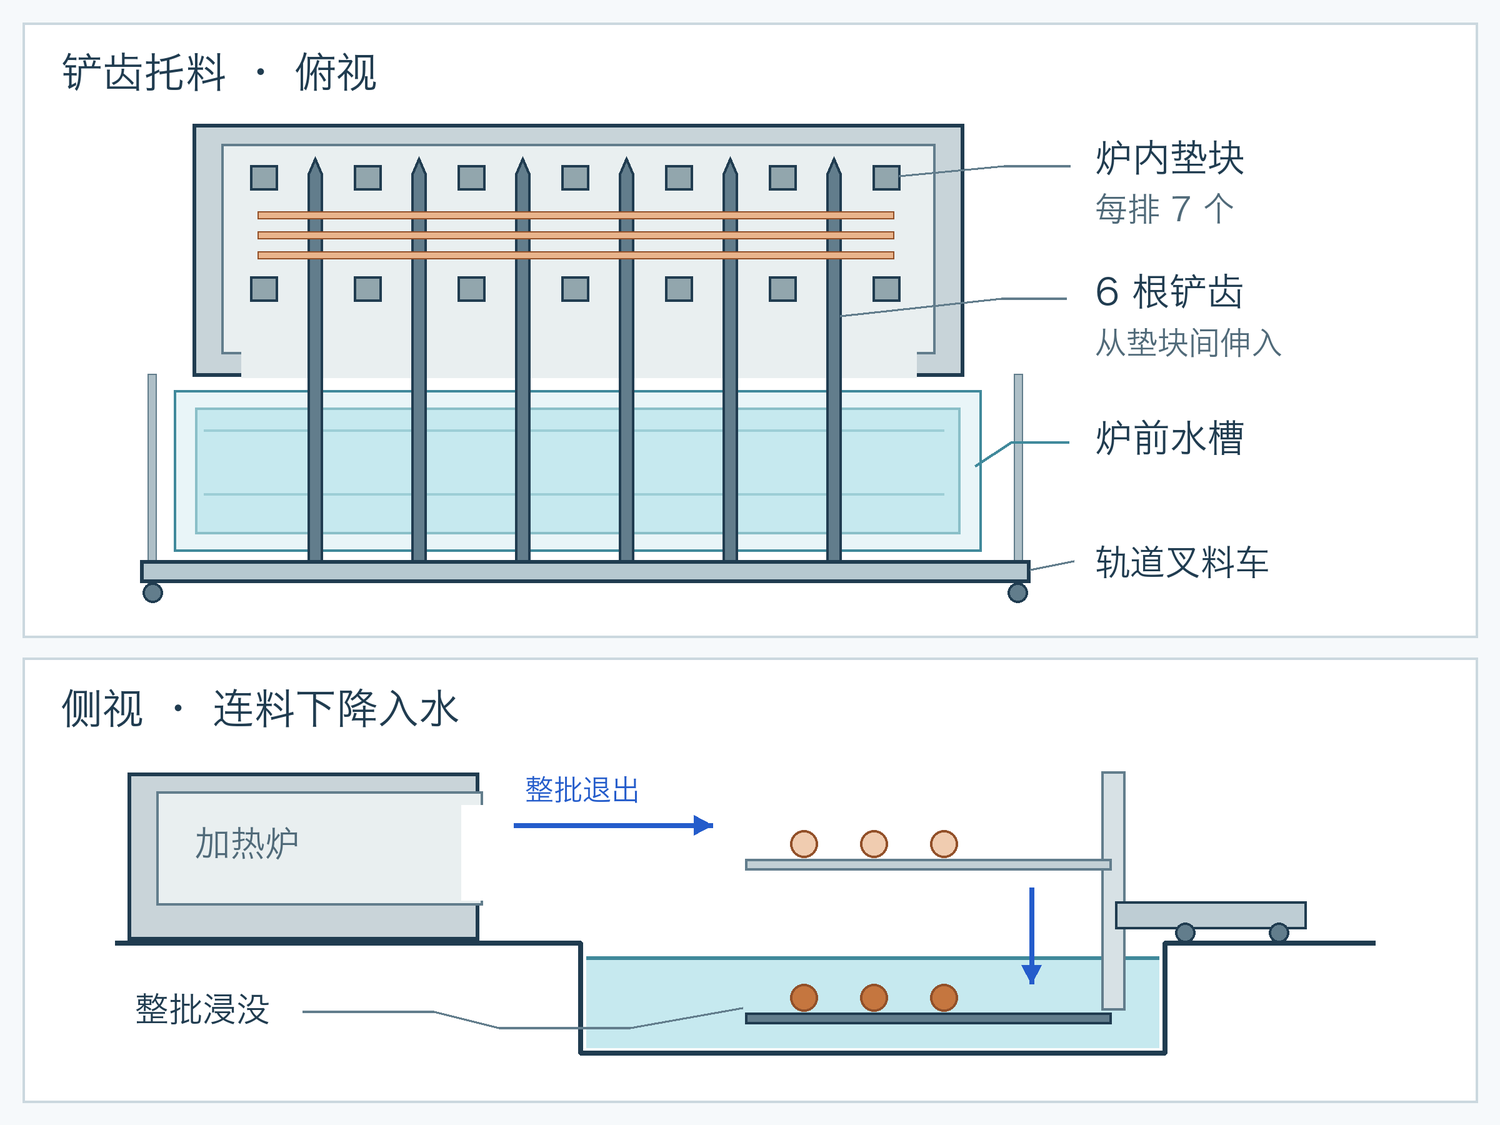 铲齿托料 · 俯视
炉内垫块
每排 7 个
6 根铲齿
从垫块间伸入
炉前水槽
轨道叉料车
侧视 · 连料下降入水
整批退出
加热炉
整批浸没